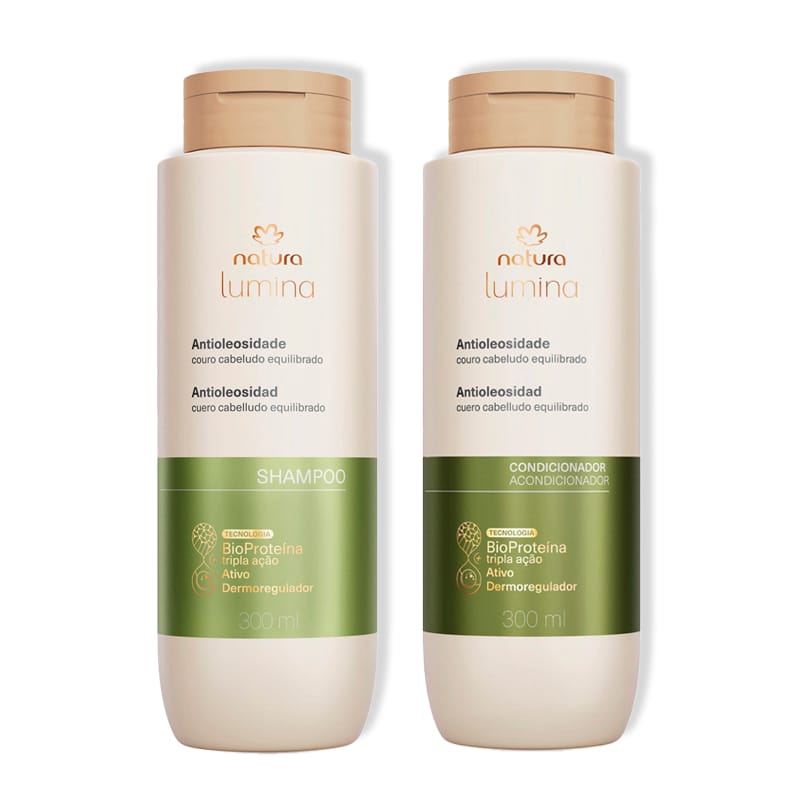 natura
lumina
Antioleosidade
couro cabeludo equilibrado
Antioleosidad
cuero cabelludo equilibrado
SHAMPOO
TECNOLOGIA
BioProteína
tripla ação
Ativo
Dermoregulador
300 ml
natura
lumina
Antioleosidade
couro cabeludo equilibrado
Antioleosidad
cuero cabelludo equilibrado
CONDICIONADOR
ACONDICIONADOR
TECNOLOGIA
BioProteína
tripla ação
Ativo
Dermoregulador
300 ml